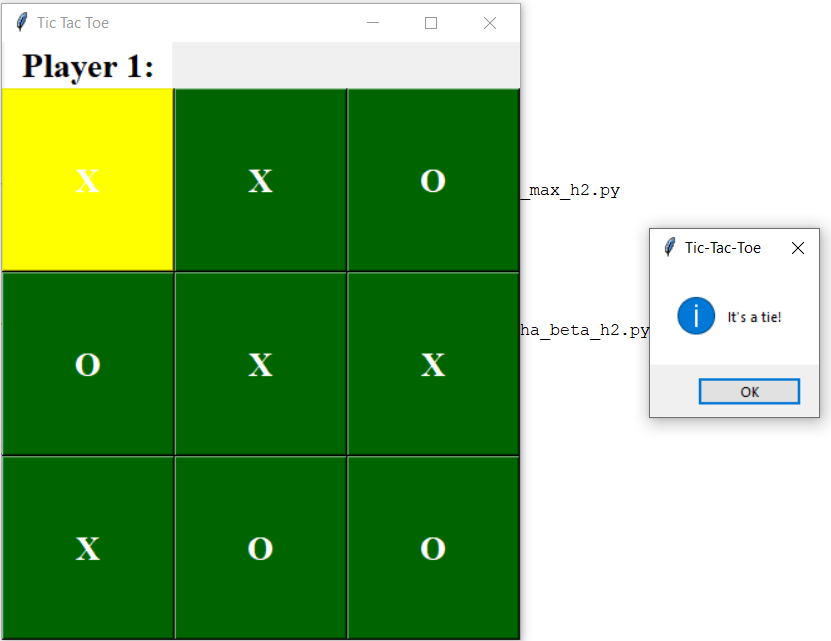 Tic Tac Toe
Player 1:
X X O
_max_h2.py
Tic-Tac-Toe
It's a tie!
ha_beta_h2.py
O X X
OK
X O O